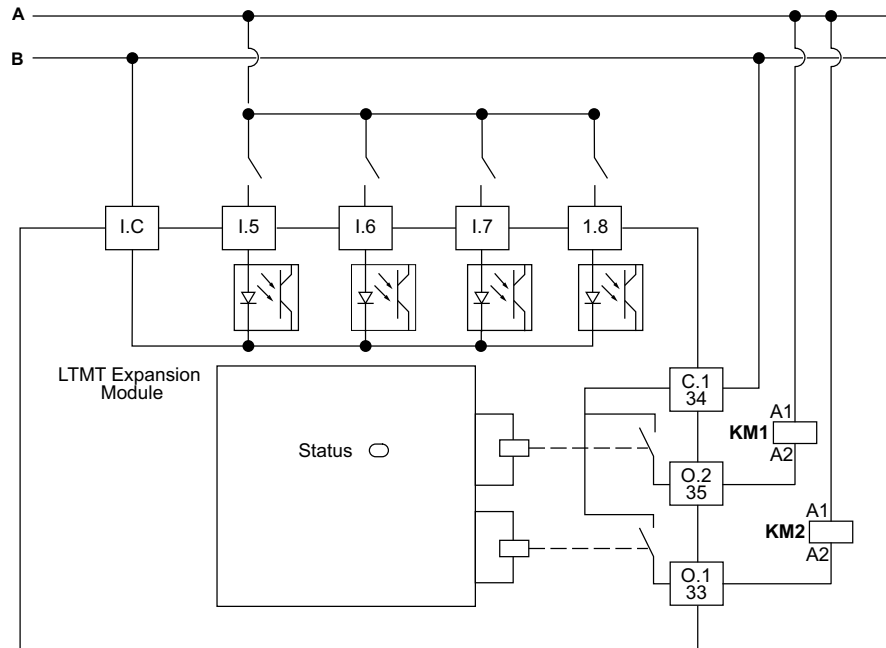 A
B
I.C
I.5
I.6
I.7
1.8
LTMT Expansion
Module
C.1
34
Status
A1
KM1
A2
O.2
35
A1
KM2
A2
O.1
33